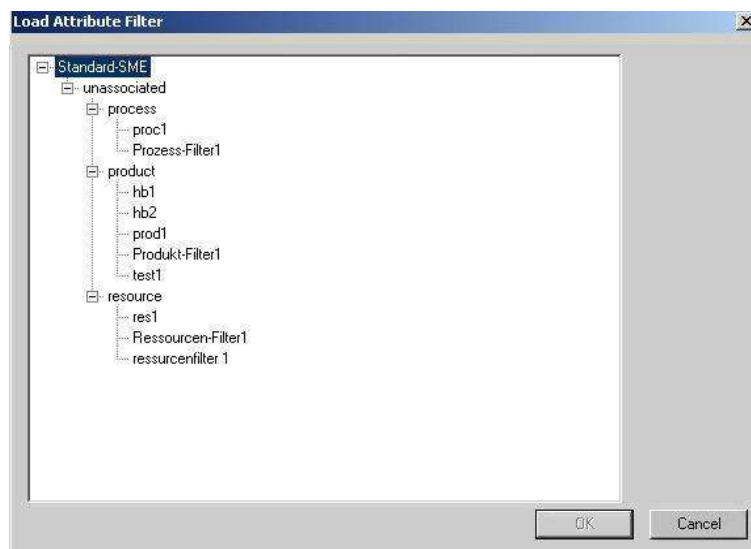 Load Attribute Filter
Standard-SME
unassociated
process
proc1
Prozess-Filter1
product
hb1
hb2
prod1
Produkt-Filter1
test1
resource
res1
Ressourcen-Filter1
ressurcenfilter 1
OK
Cancel